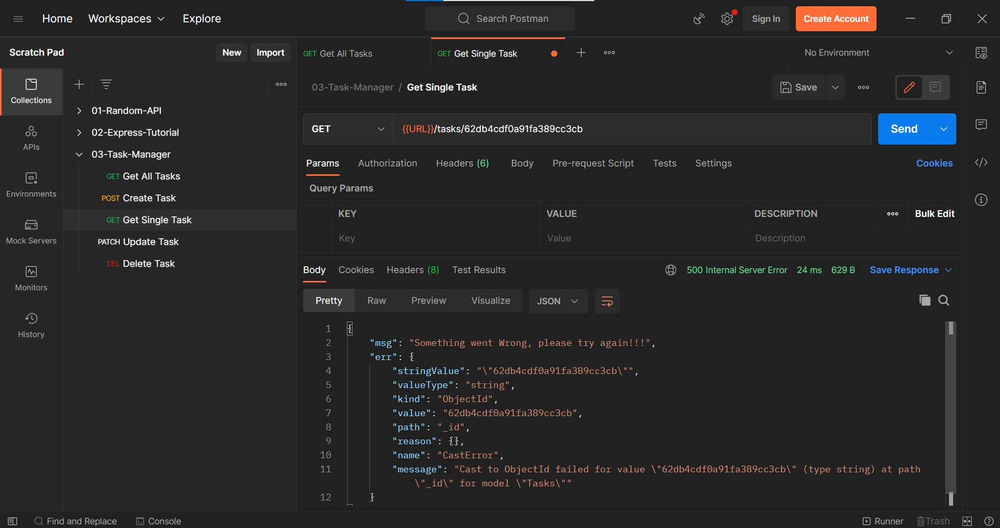 Home Workspaces Explore
Search Postman
Sign In Create Account
Scratch Pad New Import
GET Get All Tasks GET Get Single Task
No Environment
Collections
APIs
Environments
Mock Servers
Monitors
History
01-Random-API
02-Express-Tutorial
03-Task-Manager
GET Get All Tasks
POST Create Task
GET Get Single Task
PATCH Update Task
DEL Delete Task
03-Task-Manager / Get Single Task
Save
GET {{URL}}/tasks/62db4cdf0a91fa389cc3cb Send
Params Authorization Headers (6) Body Pre-request Script Tests Settings Cookies
Query Params
KEY VALUE DESCRIPTION Bulk Edit
Key Value Description
Body Cookies Headers (8) Test Results 500 Internal Server Error 24 ms 629 B Save Response
Pretty Raw Preview Visualize JSON
1 {
2 "msg": "Something went Wrong, please try again!!!",
3 "err": {
4 "stringValue": "\"62db4cdf0a91fa389cc3cb\"",
5 "valueType": "string",
6 "kind": "ObjectId",
7 "value": "62db4cdf0a91fa389cc3cb",
8 "path": "_id",
9 "reason": {},
10 "name": "CastError",
11 "message": "Cast to ObjectId failed for value \"62db4cdf0a91fa389cc3cb\" (type string) at path
\"_id\" for model \"Tasks\""
12 }
Find and Replace Console Runner Trash